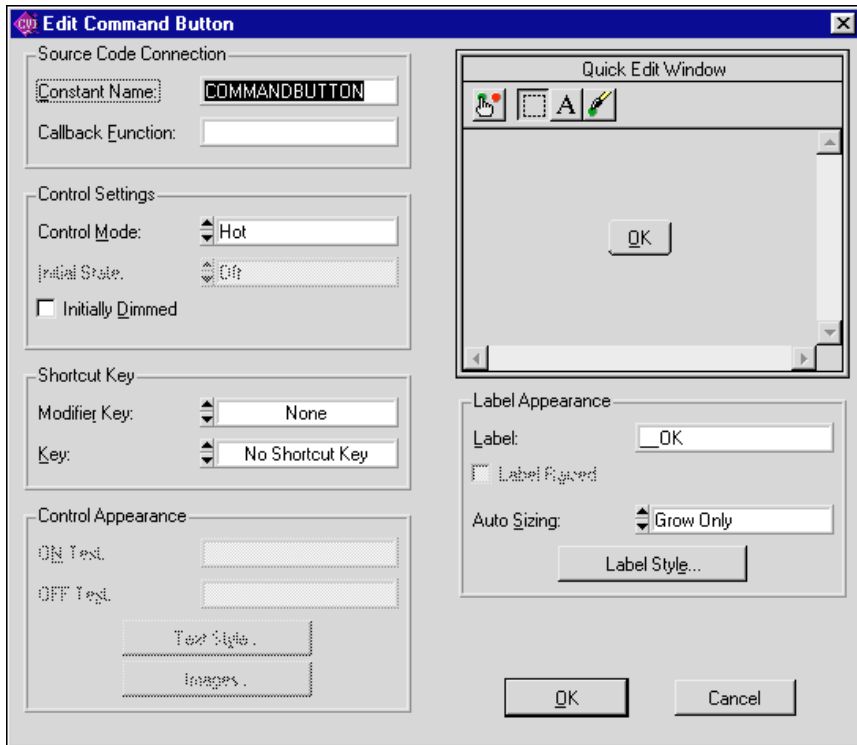 CVI Edit Command Button
Source Code Connection
Constant Name: COMMANDBUTTON
Callback Function:
Control Settings
Control Mode: Hot
Initial State: Off
Initially Dimmed
Shortcut Key
Modifier Key: None
Key: No Shortcut Key
Control Appearance
ON Text
OFF Text
Text Style...
Images...
Quick Edit Window
A
OK
Label Appearance
Label: __OK
Label Raised
Auto Sizing: Grow Only
Label Style...
OK Cancel